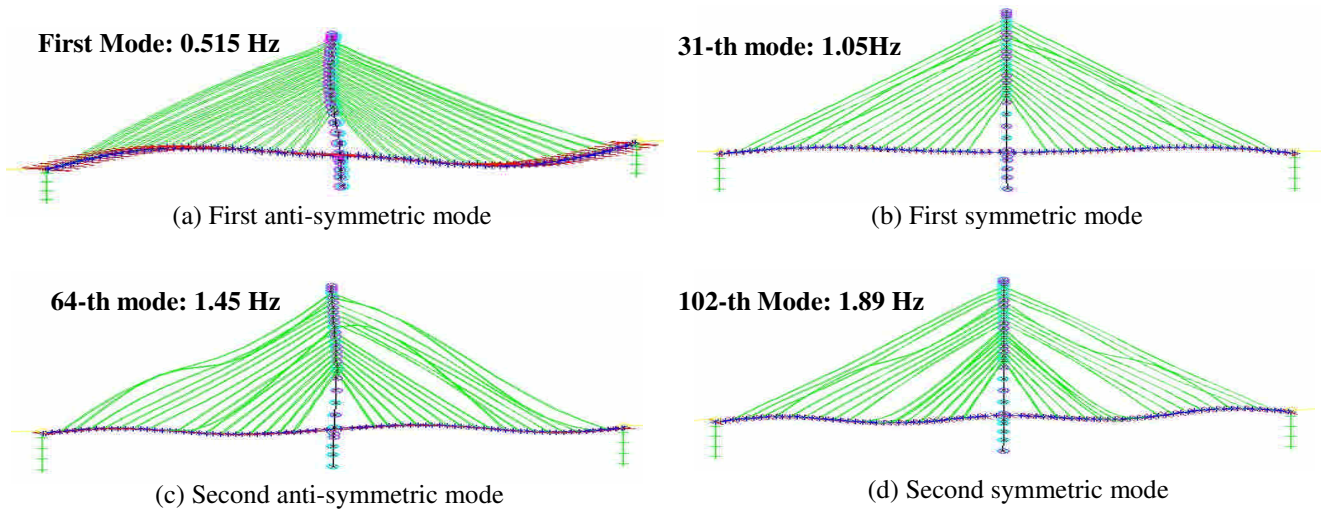 First Mode: 0.515 Hz
31-th mode: 1.05Hz
(a) First anti-symmetric mode
(b) First symmetric mode
64-th mode: 1.45 Hz
102-th Mode: 1.89 Hz
(c) Second anti-symmetric mode
(d) Second symmetric mode